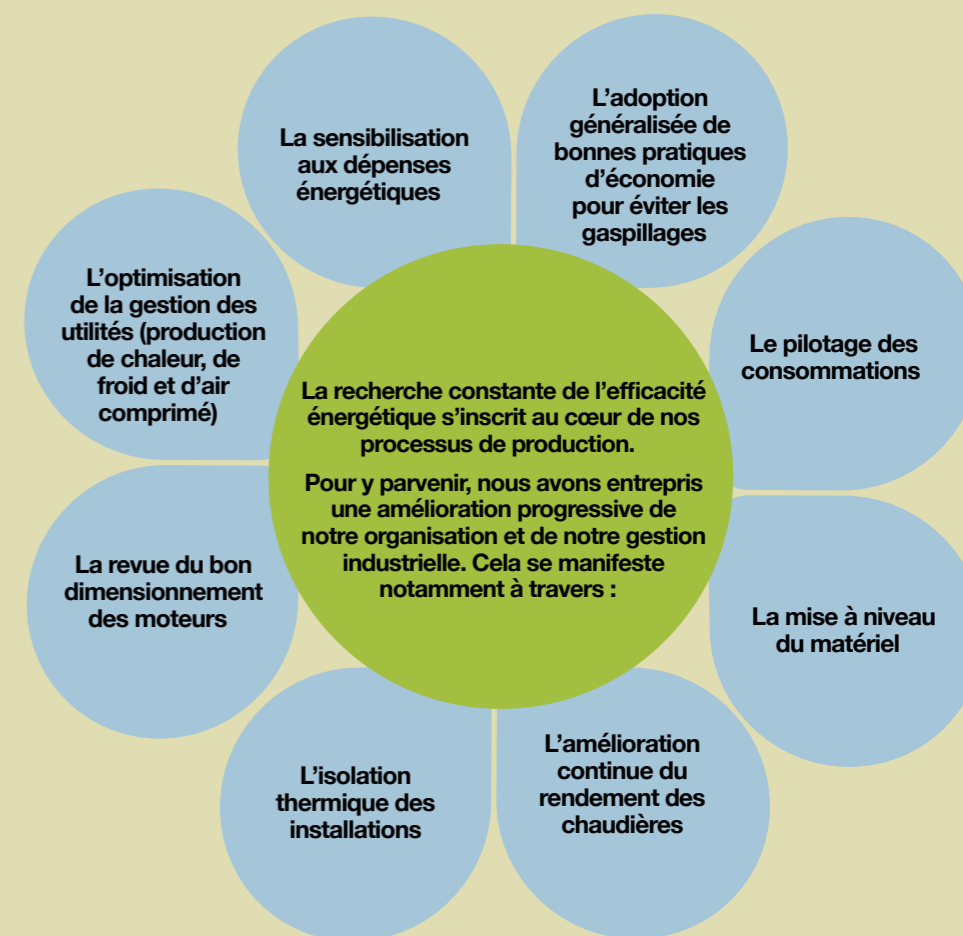 La recherche constante de l’efficacité
énergétique s’inscrit au cœur de nos
processus de production.
Pour y parvenir, nous avons entrepris
une amélioration progressive de
notre organisation et de notre gestion
industrielle. Cela se manifeste
notamment à travers :
La sensibilisation
aux dépenses
énergétiques
L’adoption
généralisée de
bonnes pratiques
d’économie
pour éviter les
gaspillages
Le pilotage des
consommations
La mise à niveau
du matériel
L’amélioration
continue du
rendement des
chaudières
L’isolation
thermique des
installations
La revue du bon
dimensionnement
des moteurs
L’optimisation
de la gestion des
utilités (production
de chaleur, de
froid et d’air
comprimé)